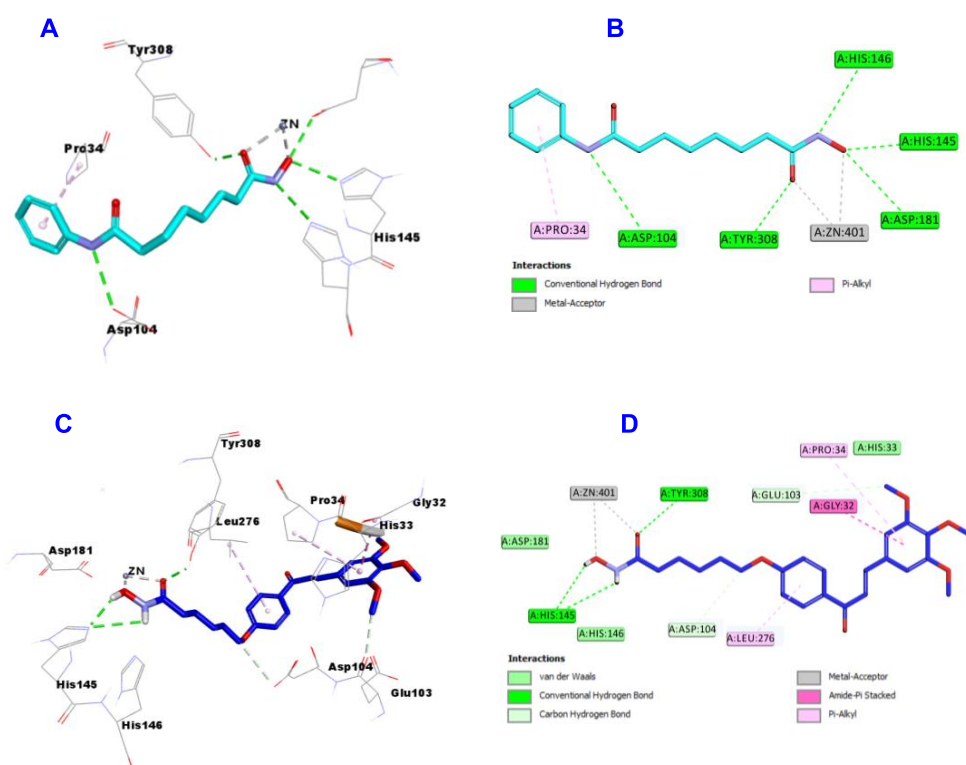 A
Tyr308
ZN
Pro34
His145
Asp104
B
A:HIS:146
A:HIS:145
A:ASP:181
A:PRO:34
A:ASP:104
A:TYR:308
A:ZN:401
Interactions
Conventional Hydrogen Bond
Metal-Acceptor
Pi-Alkyl
C
Tyr308
Leu276
Pro34
Gly32
His33
Asp181
ZN
His145
His146
Asp104
Glu103
D
A:PRO:34
A:HIS:33
A:ZN:401
A:TYR:308
A:GLU:103
A:GLY:32
A:ASP:181
A:HIS:145
A:HIS:146
A:ASP:104
A:LEU:276
Interactions
van der Waals
Conventional Hydrogen Bond
Carbon Hydrogen Bond
Metal-Acceptor
Amide-Pi Stacked
Pi-Alkyl